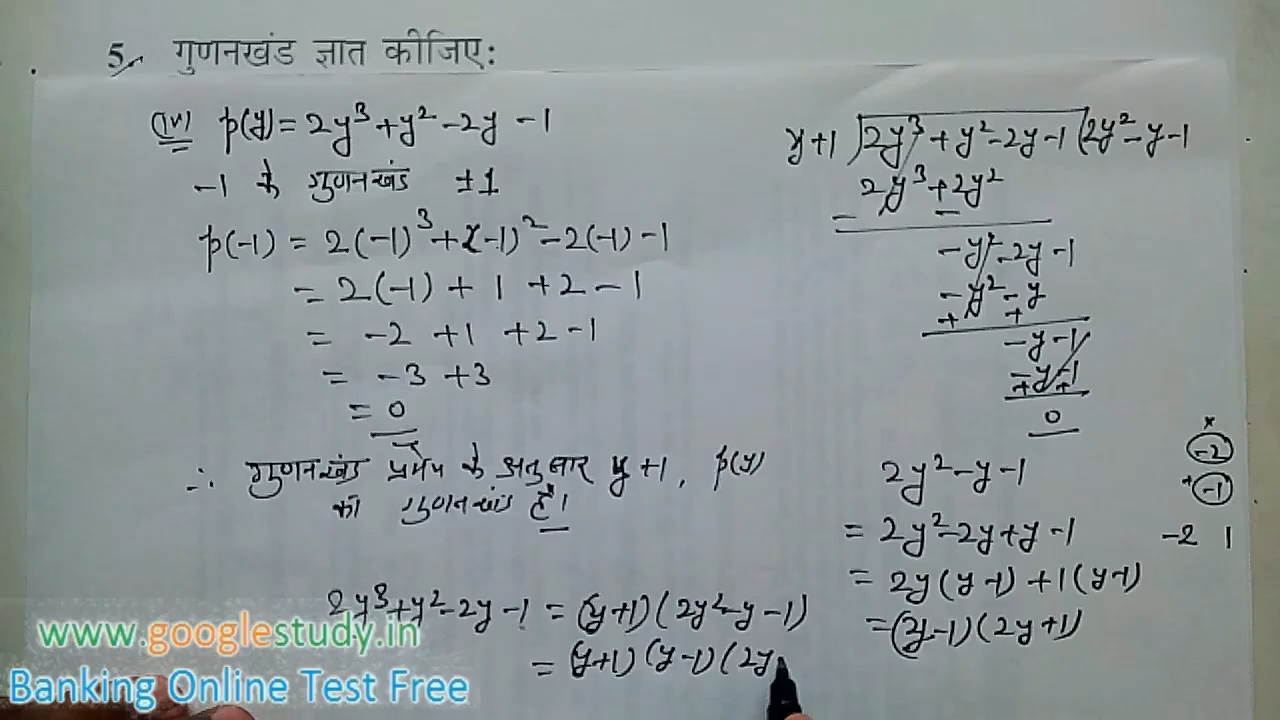 5. गुणनखंड ज्ञात कीजिए:
(iv) p(y) = 2y³ + y² - 2y - 1
-1 के गुणनखंड ±1
p(-1) = 2(-1)³ + (-1)² - 2(-1) - 1
= 2(-1) + 1 + 2 - 1
= -2 + 1 + 2 - 1
= -3 + 3
= 0
∴ गुणनखंड प्रमेय के अनुसार y+1, p(y)
का गुणनखंड है।
y+1 ) 2y³ + y² - 2y - 1 ( 2y² - y - 1
2y³ + 2y²
- -
-y² - 2y - 1
-y² - y
+ +
-y - 1
-y - 1
+ +
0
2y² - y - 1
= 2y² - 2y + y - 1
= 2y(y-1) + 1(y-1)
= (y-1)(2y+1)
× -2
+ -1
-2 1
2y³ + y² - 2y - 1 = (y+1)(2y² - y - 1)
= (y+1)(y-1)(2y
www.googlestudy.in
Banking Online Test Free